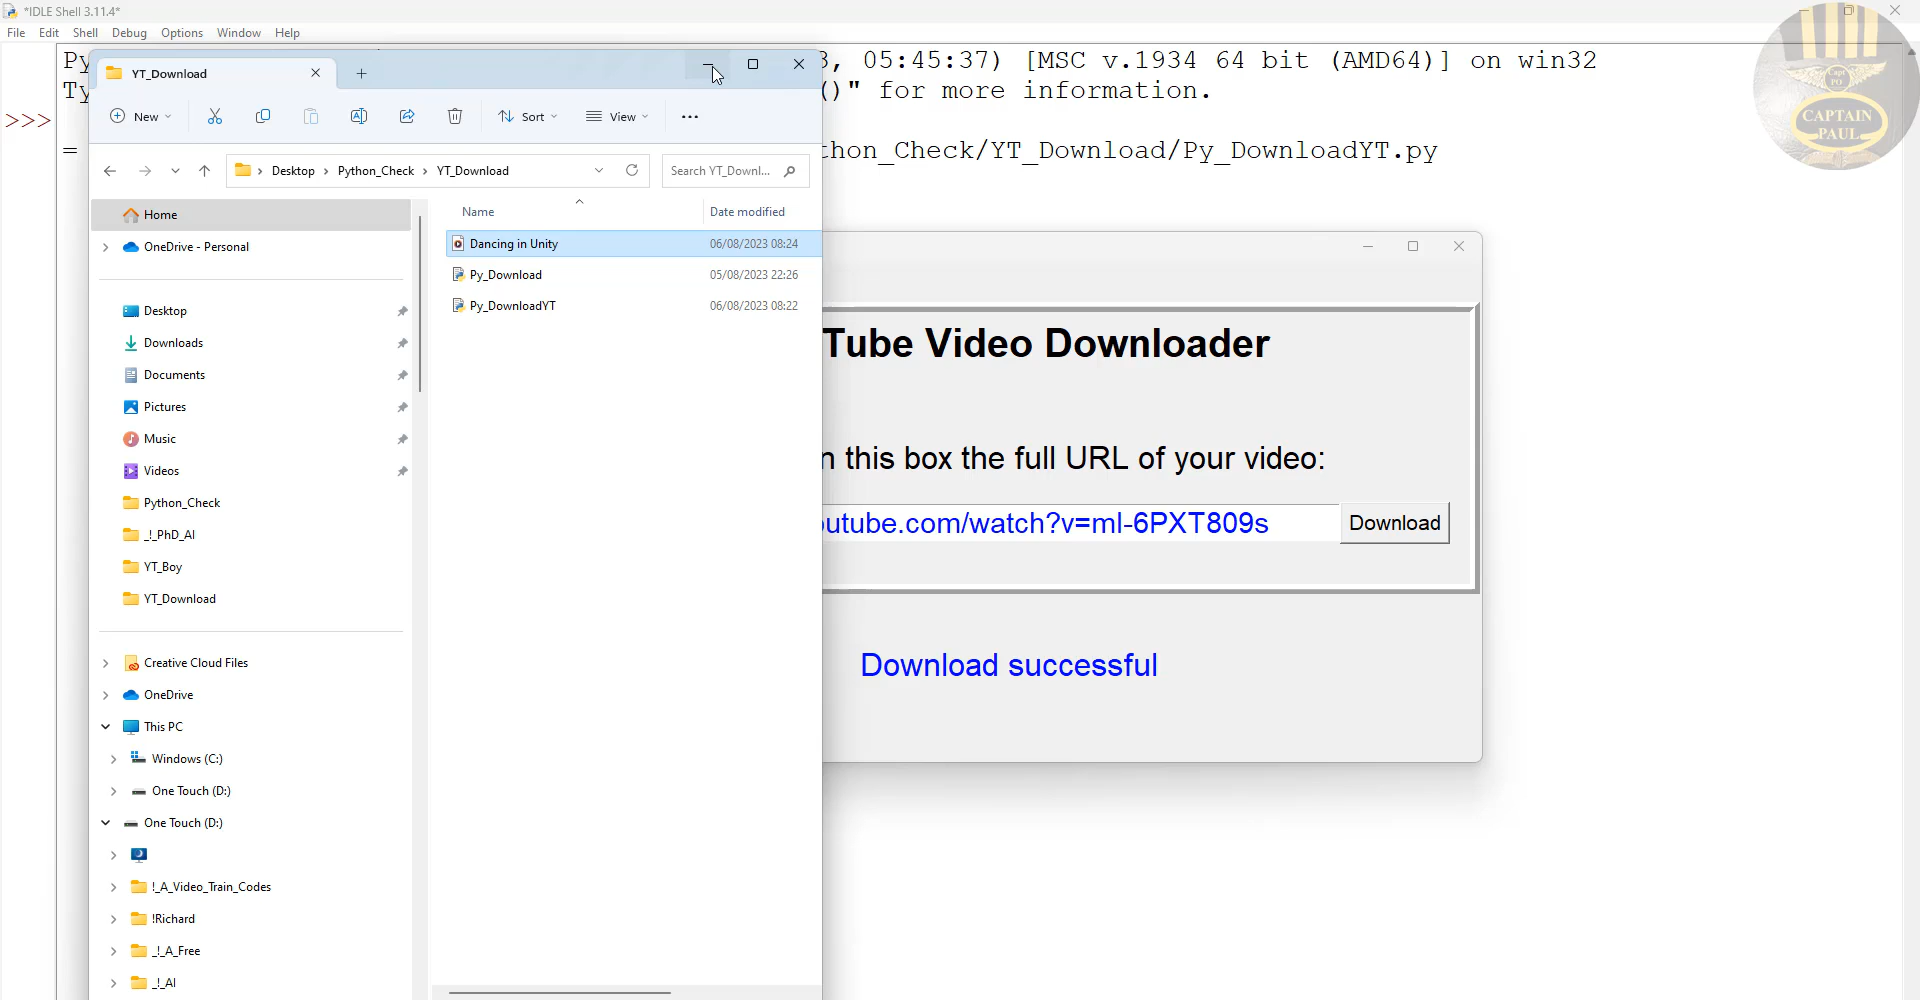 *IDLE Shell 3.11.4*
File Edit Shell Debug Options Window Help
Py 3, 05:45:37) [MSC v.1934 64 bit (AMD64)] on win32
Ty ()" for more information.
>>>
= thon_Check/YT_Download/Py_DownloadYT.py
YT_Download
New Sort View
Desktop Python_Check YT_Download
Search YT_Downl...
Name Date modified
Home
OneDrive - Personal
Desktop
Downloads
Documents
Pictures
Music
Videos
Python_Check
_!_PhD_AI
YT_Boy
YT_Download
Creative Cloud Files
OneDrive
This PC
Windows (C:)
One Touch (D:)
One Touch (D:)
!_A_Video_Train_Codes
!Richard
_!_A_Free
_!_AI
Dancing in Unity 06/08/2023 08:24
Py_Download 05/08/2023 22:26
Py_DownloadYT 06/08/2023 08:22
Tube Video Downloader
n this box the full URL of your video:
outube.com/watch?v=ml-6PXT809s
Download
Download successful
Capt
PO
CAPTAIN
PAUL